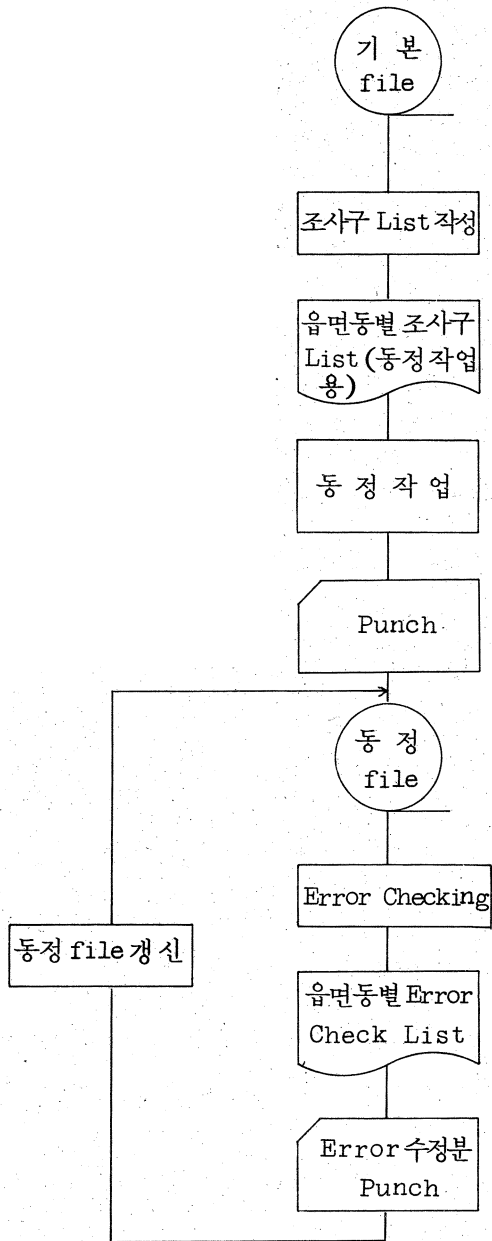 기 본
file
조사구 List 작성
읍면동별 조사구
List (동정작업
용)
동 정 작 업
Punch
동 정
file
Error Checking
동정 file 갱신
읍면동별 Error
Check List
Error 수정분
Punch